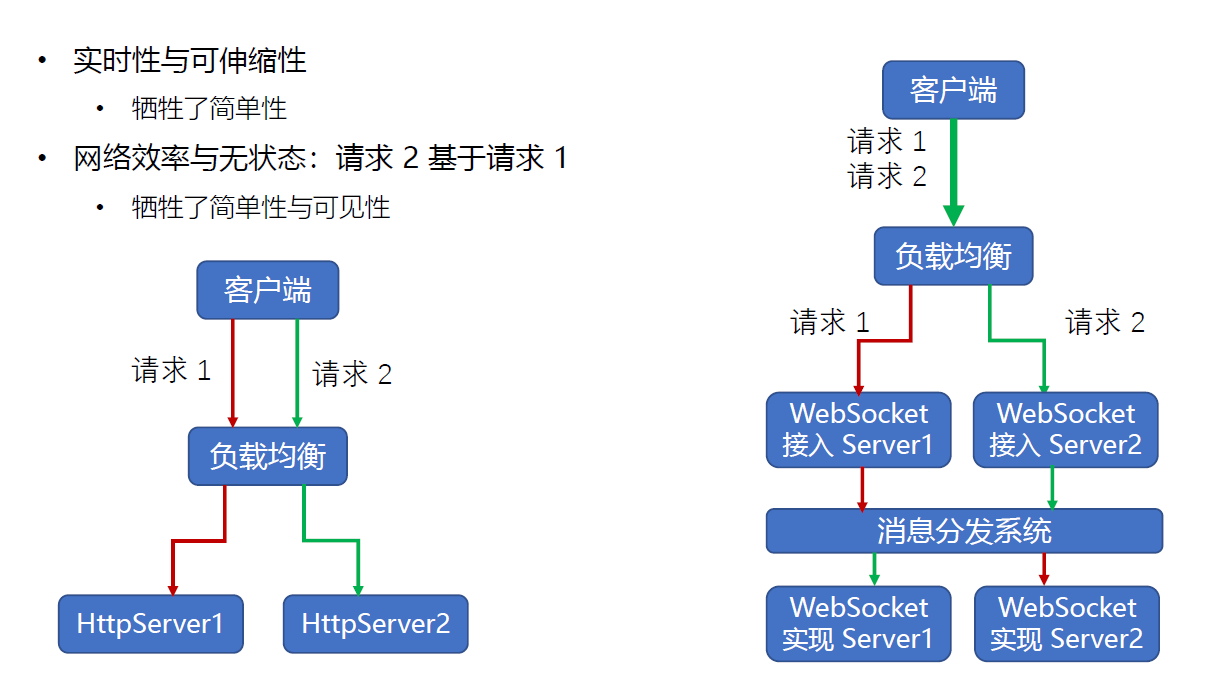 • 实时性与可伸缩性
• 牺牲了简单性
• 网络效率与无状态：请求 2 基于请求 1
• 牺牲了简单性与可见性
客户端
请求 1
请求 2
负载均衡
HttpServer1
HttpServer2
客户端
请求 1
请求 2
负载均衡
请求 1
请求 2
WebSocket
接入 Server1
WebSocket
接入 Server2
消息分发系统
WebSocket
实现 Server1
WebSocket
实现 Server2